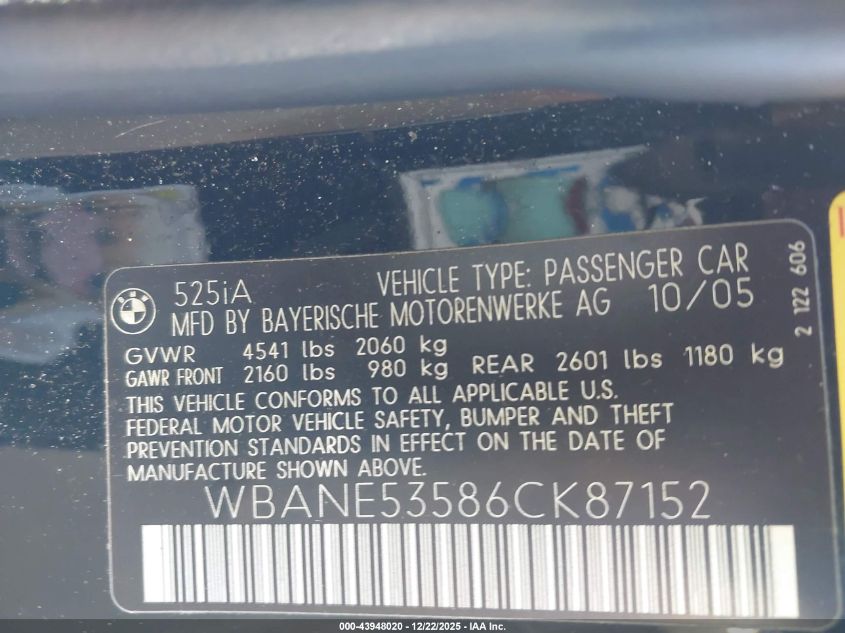 525iA VEHICLE TYPE: PASSENGER CAR
MFD BY BAYERISCHE MOTORENWERKE AG 10/05
GVWR 4541 lbs 2060 kg
GAWR FRONT 2160 lbs 980 kg REAR 2601 lbs 1180 kg
THIS VEHICLE CONFORMS TO ALL APPLICABLE U.S.
FEDERAL MOTOR VEHICLE SAFETY, BUMPER AND THEFT
PREVENTION STANDARDS IN EFFECT ON THE DATE OF
MANUFACTURE SHOWN ABOVE.
WBANE53586CK87152
2 122 606
000-43948020 - 12/22/2025 - IAA Inc.